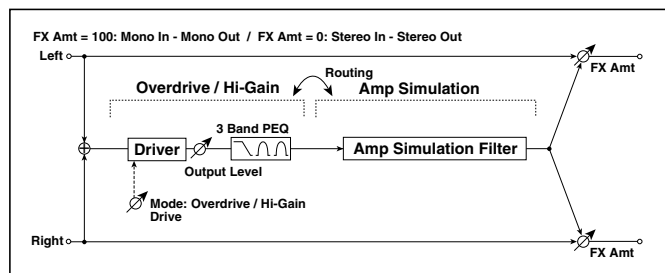 FX Amt = 100: Mono In - Mono Out / FX Amt = 0: Stereo In - Stereo Out
Left
FX Amt
Routing
Overdrive / Hi-Gain
Amp Simulation
3 Band PEQ
Driver
Amp Simulation Filter
Output Level
Mode: Overdrive / Hi-Gain
Drive
Right
FX Amt